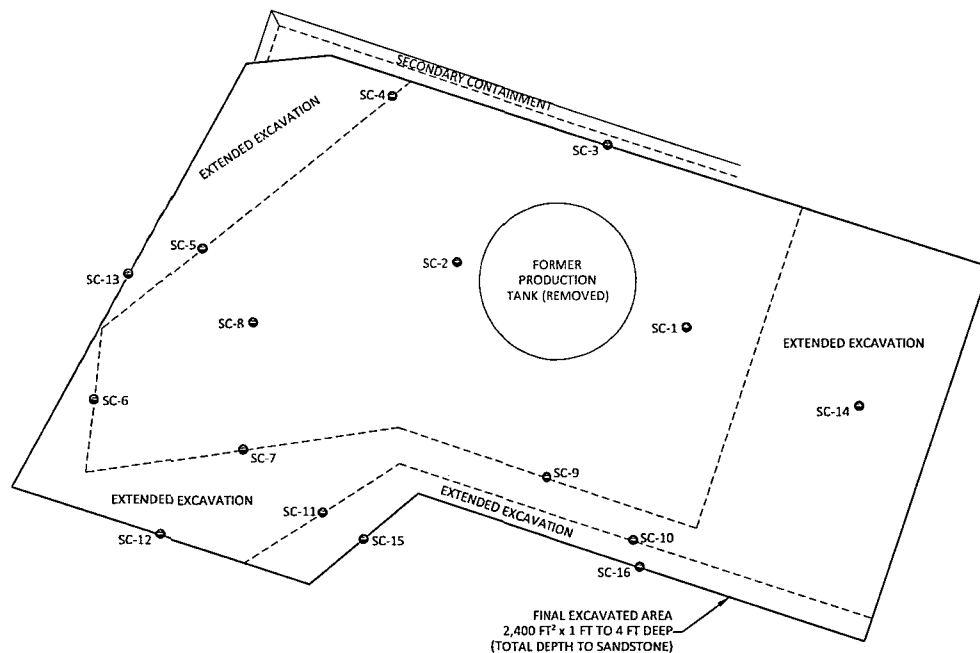 SECONDARY CONTAINMENT
SC-4
EXTENDED EXCAVATION
SC-3
SC-5
SC-13
SC-2
FORMER
PRODUCTION
TANK (REMOVED)
SC-8
SC-1
EXTENDED EXCAVATION
SC-6
SC-14
SC-7
SC-9
EXTENDED EXCAVATION
EXTENDED EXCAVATION
SC-11
SC-12
SC-15
SC-10
SC-16
FINAL EXCAVATED AREA
2,400 FT² x 1 FT TO 4 FT DEEP
(TOTAL DEPTH TO SANDSTONE)